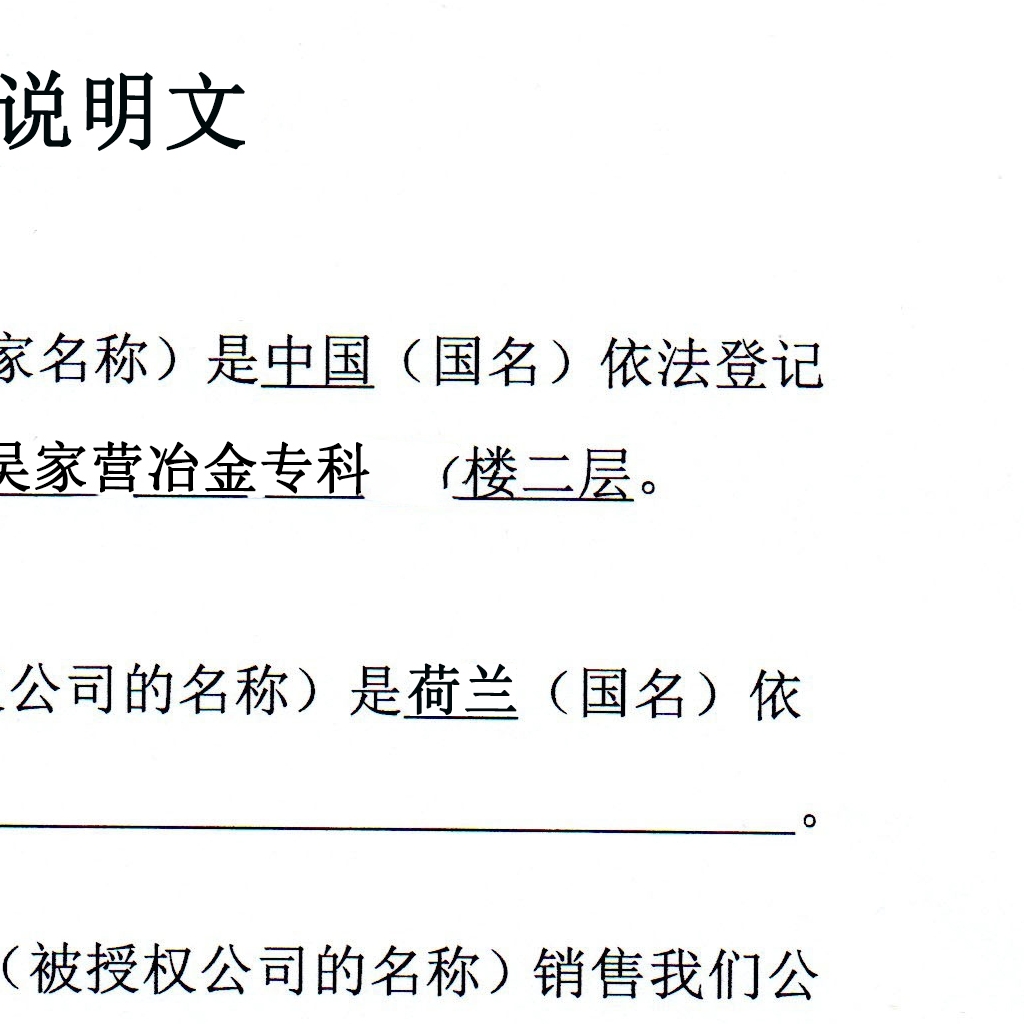 说明文
家名称）是中国（国名）依法登记
吴家营冶金专科 楼二层。
公司的名称）是荷兰（国名）依
。
（被授权公司的名称）销售我们公